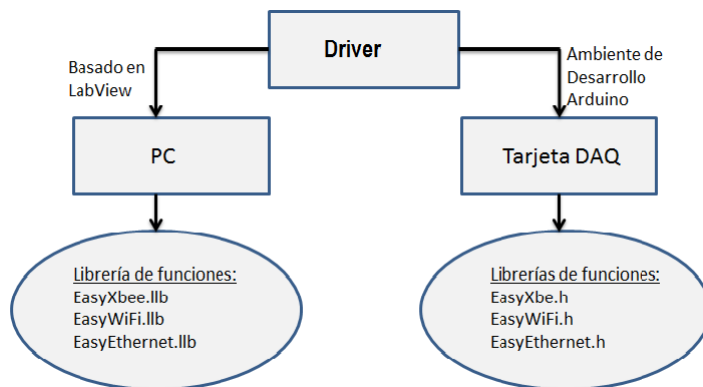 Driver
Basado en
LabView
Ambiente de
Desarrollo
Arduino
PC
Tarjeta DAQ
Librería de funciones:
EasyXbee.llb
EasyWiFi.llb
EasyEthernet.llb
Librerías de funciones:
EasyXbe.h
EasyWiFi.h
EasyEthernet.h